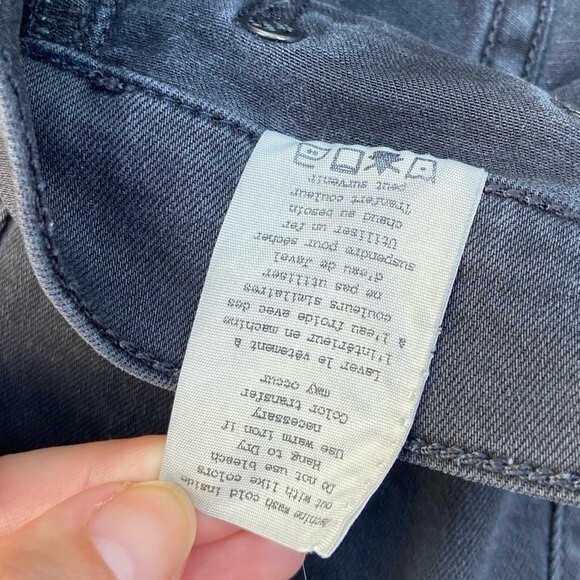 achine wash cold inside
out with like colors
Do not use bleach
Hang to Dry
Use warm iron if
necessary
Color transfer
may occur
Laver le vêtement à
l'intérieur en machine
à l'eau froide avec des
couleurs similaires
ne pas utiliser
d'eau de Javel
suspendre pour sécher
Utiliser un fer
chaud au besoin
Transfert couleur
peut survenir